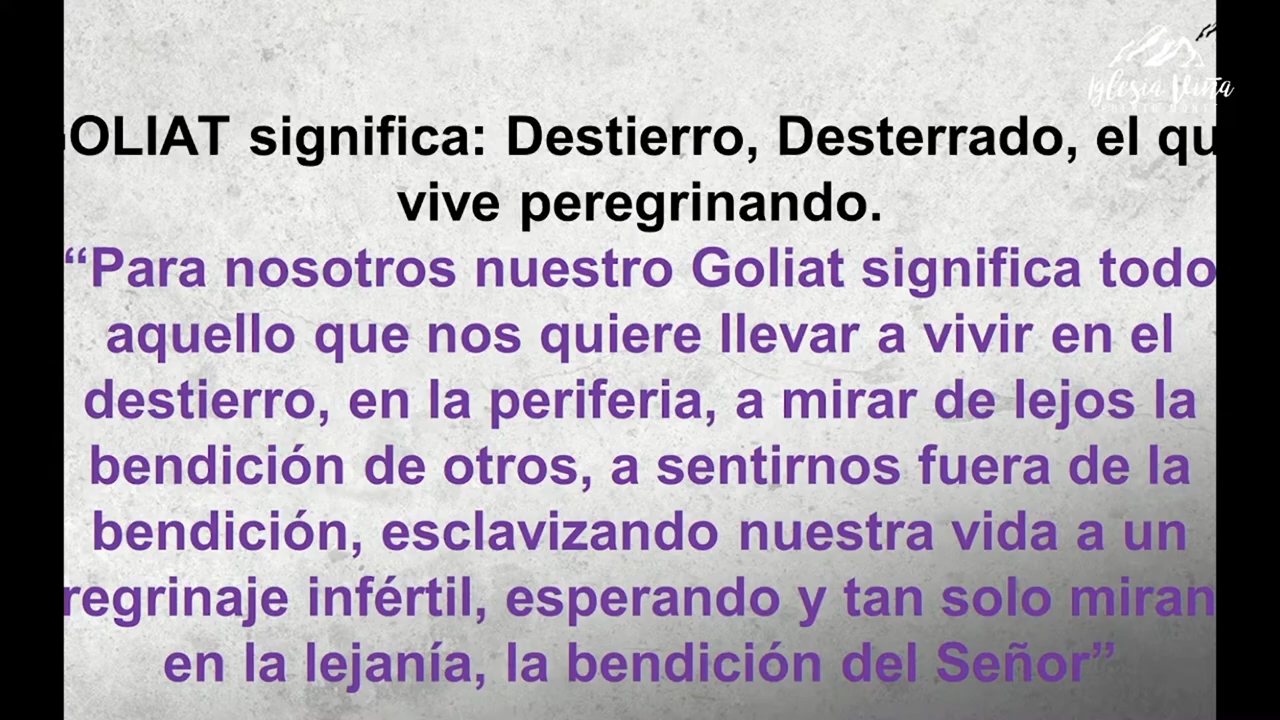 Iglesia Viña
GOLIAT significa: Destierro, Desterrado, el qu
vive peregrinando.
“Para nosotros nuestro Goliat significa todo
aquello que nos quiere llevar a vivir en el
destierro, en la periferia, a mirar de lejos la
bendición de otros, a sentirnos fuera de la
bendición, esclavizando nuestra vida a un
regrinaje infértil, esperando y tan solo miran
en la lejanía, la bendición del Señor”